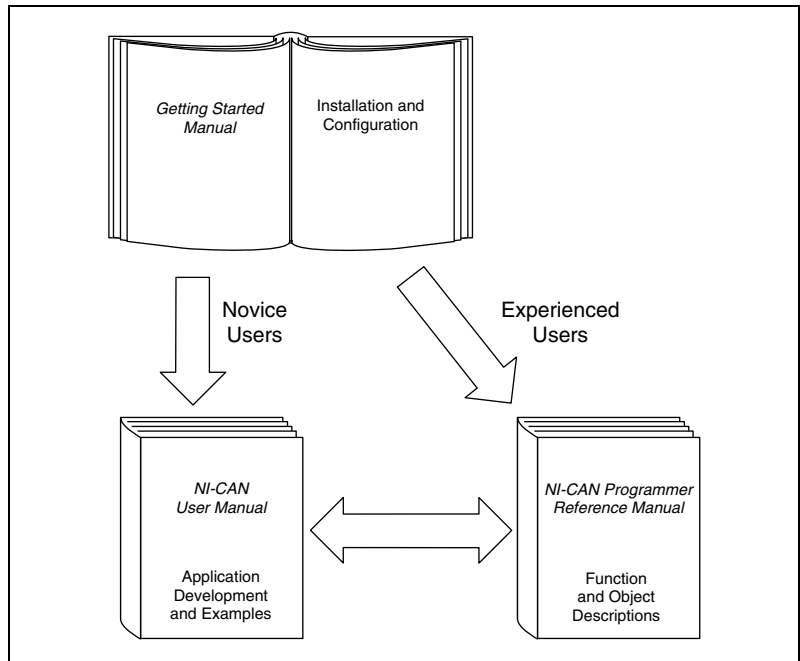 Getting Started
Manual
Installation and
Configuration
Novice
Users
Experienced
Users
NI-CAN
User Manual
Application
Development
and Examples
NI-CAN Programmer
Reference Manual
Function
and Object
Descriptions